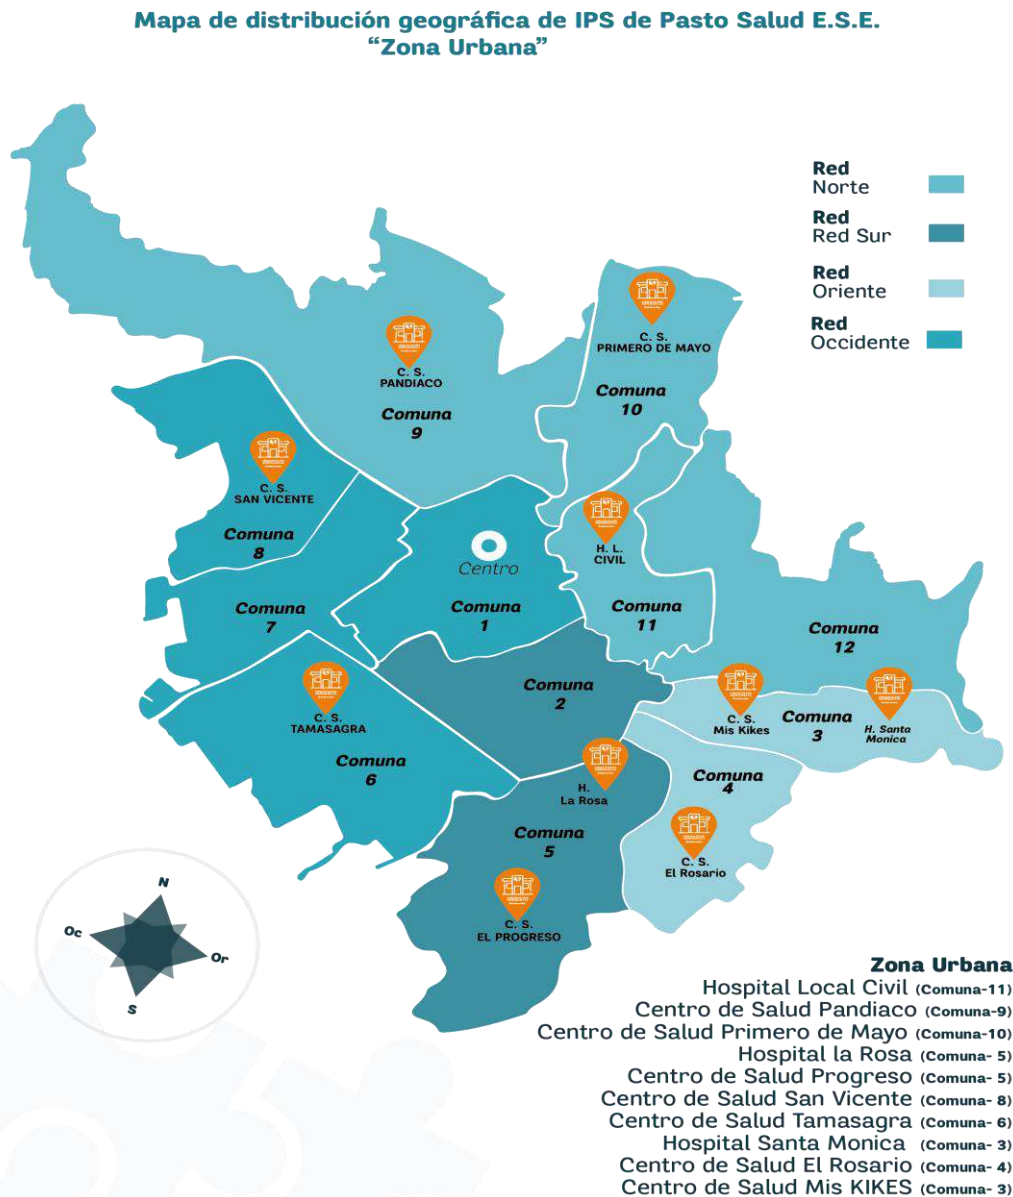 Mapa de distribución geográfica de IPS de Pasto Salud E.S.E.
“Zona Urbana”
Red
Norte
Red
Red Sur
Red
Oriente
Red
Occidente
C. S.
PRIMERO DE MAYO
Comuna
10
C. S.
PANDIACO
Comuna
9
C. S.
SAN VICENTE
Comuna
8
Centro
Comuna
1
H. L.
CIVIL
Comuna
11
Comuna
7
Comuna
12
Comuna
2
C. S.
TAMASAGRA
Comuna
6
C. S.
Mis Kikes
Comuna
3
H. Santa
Monica
H.
La Rosa
Comuna
4
Comuna
5
C. S.
El Rosario
C. S.
EL PROGRESO
N
Oc
Or
S
Zona Urbana
Hospital Local Civil (Comuna-11)
Centro de Salud Pandiaco (Comuna-9)
Centro de Salud Primero de Mayo (Comuna-10)
Hospital la Rosa (Comuna- 5)
Centro de Salud Progreso (Comuna- 5)
Centro de Salud San Vicente (Comuna- 8)
Centro de Salud Tamasagra (Comuna- 6)
Hospital Santa Monica (Comuna- 3)
Centro de Salud El Rosario (Comuna- 4)
Centro de Salud Mis KIKES (Comuna- 3)